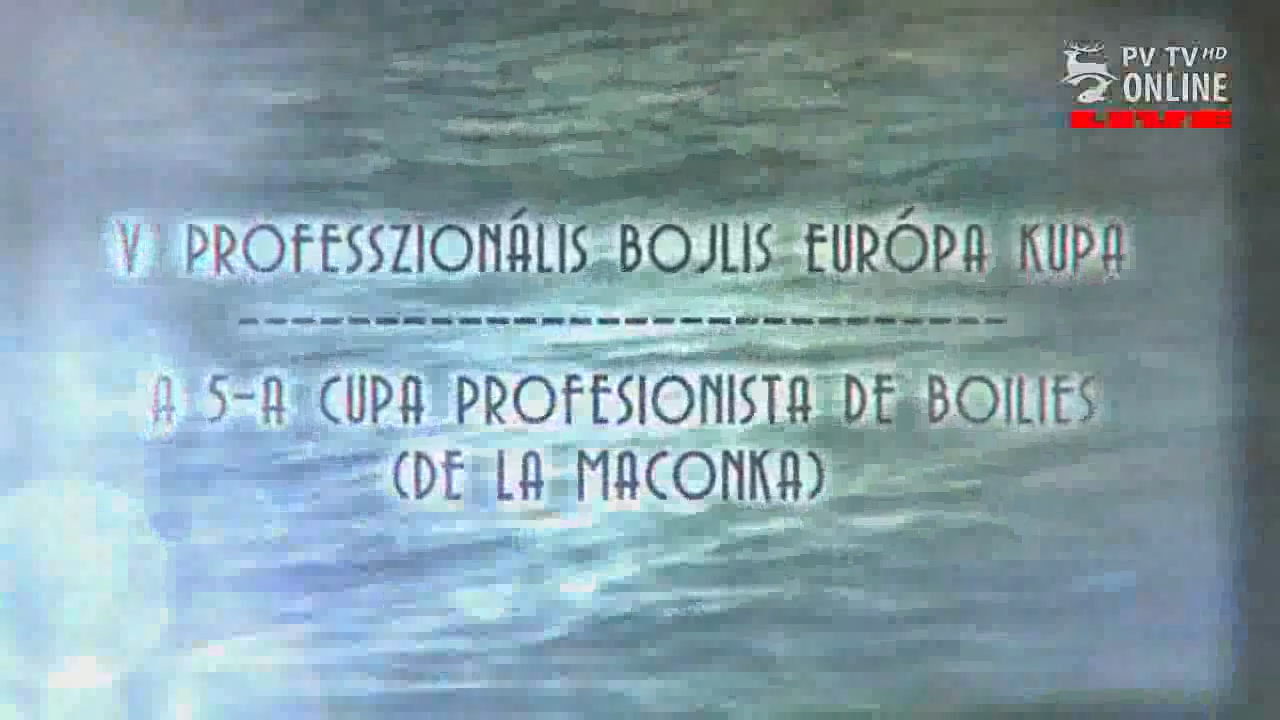 PV TV HD
ONLINE
LIVE
V PROFESSZIONÁLIS BOJLIS EURÓPA KUPA
----------------------------
A 5-A CUPA PROFESIONISTA DE BOILIES
(DE LA MACONKA)